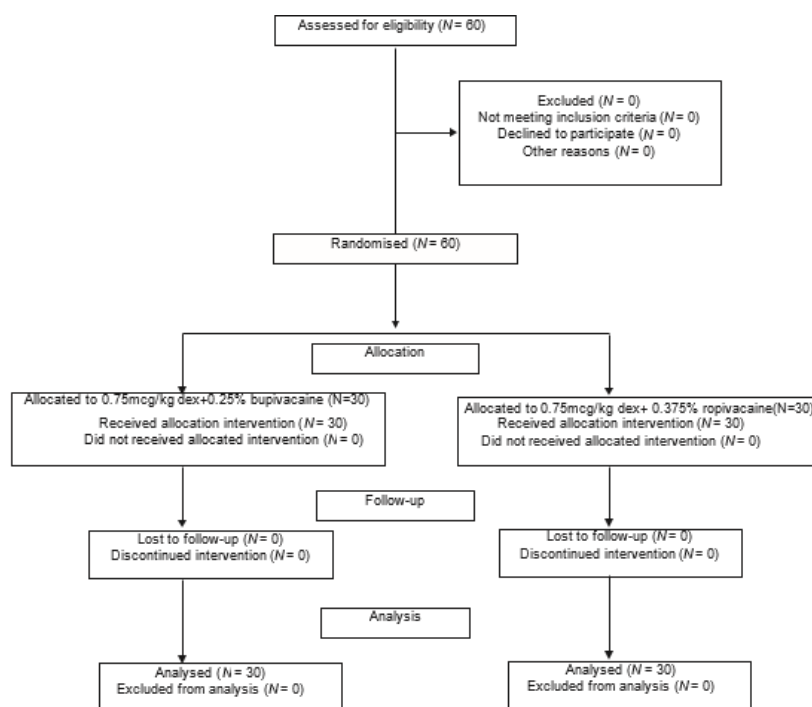 Assessed for eligibility (N= 60)
Excluded (N= 0)
Not meeting inclusion criteria (N= 0)
Declined to participate (N= 0)
Other reasons (N= 0)
Randomised (N= 60)
Allocation
Allocated to 0.75mcg/kg dex+0.25% bupivacaine (N=30)
Received allocation intervention (N= 30)
Did not received allocated intervention (N= 0)
Allocated to 0.75mcg/kg dex+ 0.375% ropivacaine(N=30)
Received allocation intervention (N= 30)
Did not received allocated intervention (N= 0)
Follow-up
Lost to follow-up (N= 0)
Discontinued intervention (N= 0)
Lost to follow-up (N= 0)
Discontinued intervention (N= 0)
Analysis
Analysed (N= 30)
Excluded from analysis (N= 0)
Analysed (N= 30)
Excluded from analysis (N= 0)